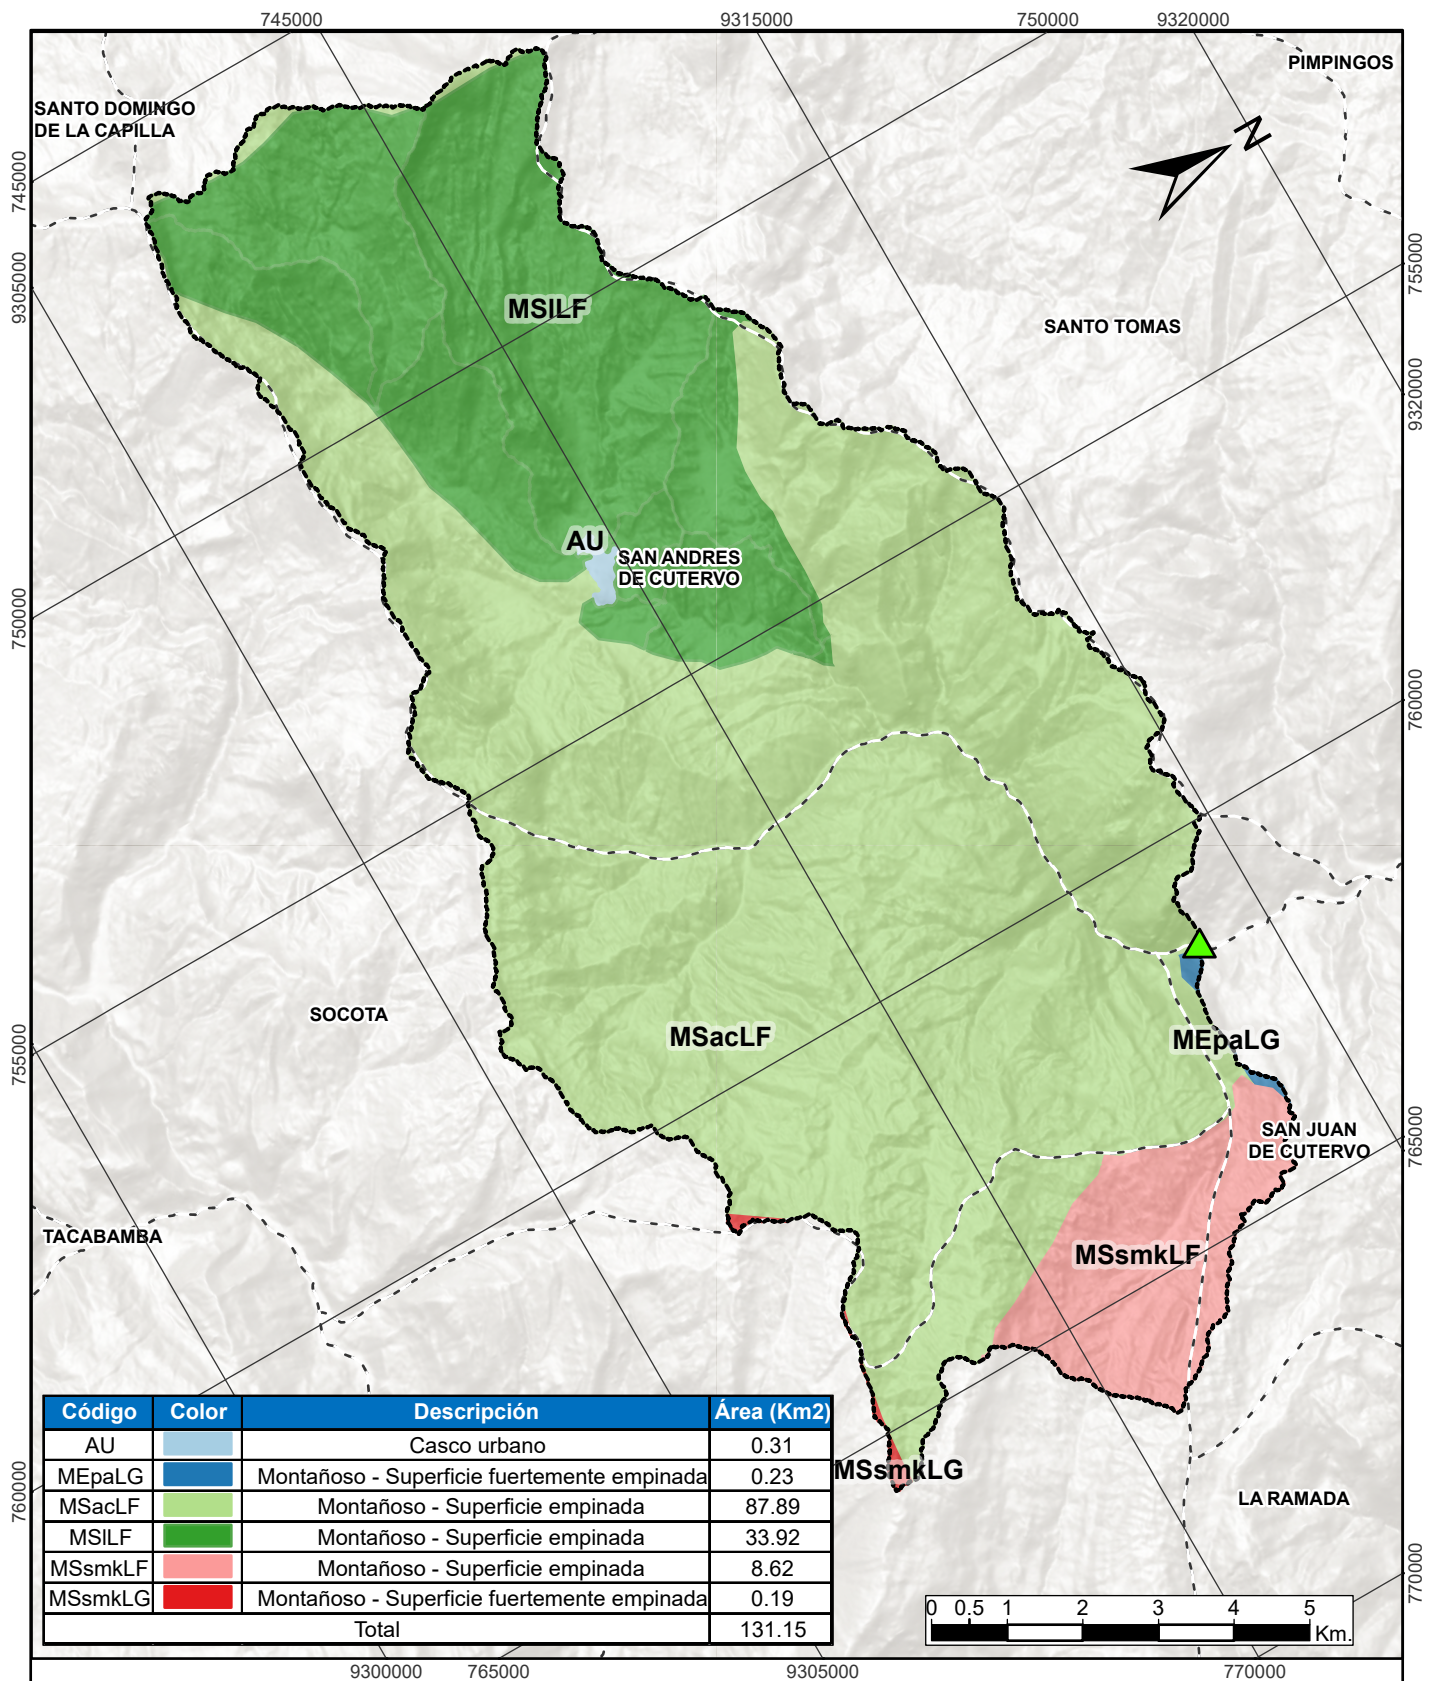 745000
9315000
750000
9320000
PIMPINGOS
SANTO DOMINGO
DE LA CAPILLA
N
745000
755000
9305000
MSlLF
SANTO TOMAS
9320000
AU
SAN ANDRES
DE CUTERVO
750000
760000
SOCOTA
MSacLF
MEpaLG
755000
SAN JUAN
DE CUTERVO
765000
TACABAMBA
MSsmkLF
MSsmkLG
LA RAMADA
760000
770000
Código Color Descripción Área (Km2)
AU Casco urbano 0.31
MEpaLG Montañoso - Superficie fuertemente empinada 0.23
MSacLF Montañoso - Superficie empinada 87.89
MSlLF Montañoso - Superficie empinada 33.92
MSsmkLF Montañoso - Superficie empinada 8.62
MSsmkLG Montañoso - Superficie fuertemente empinada 0.19
Total 131.15
0 0.5 1 2 3 4 5
Km.
9300000
765000
9305000
770000